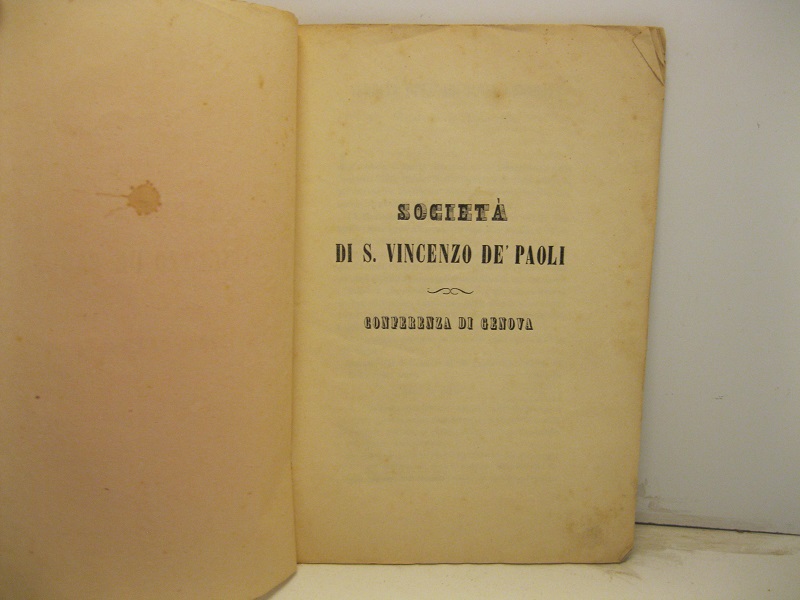 SOCIETÀ
DI S. VINCENZO DE' PAOLI
CONFERENZA DI GENOVA